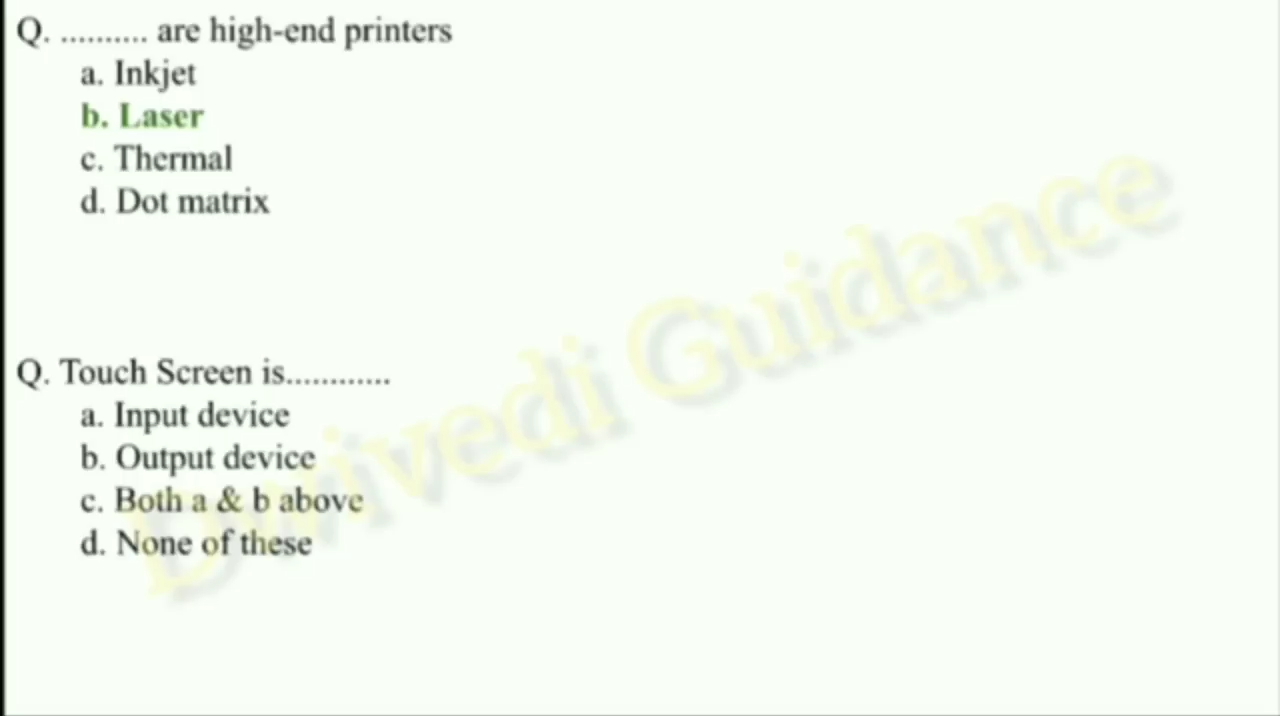 Q. .......... are high-end printers
a. Inkjet
b. Laser
c. Thermal
d. Dot matrix
Q. Touch Screen is............
a. Input device
b. Output device
c. Both a & b above
d. None of these
Dwivedi Guidance